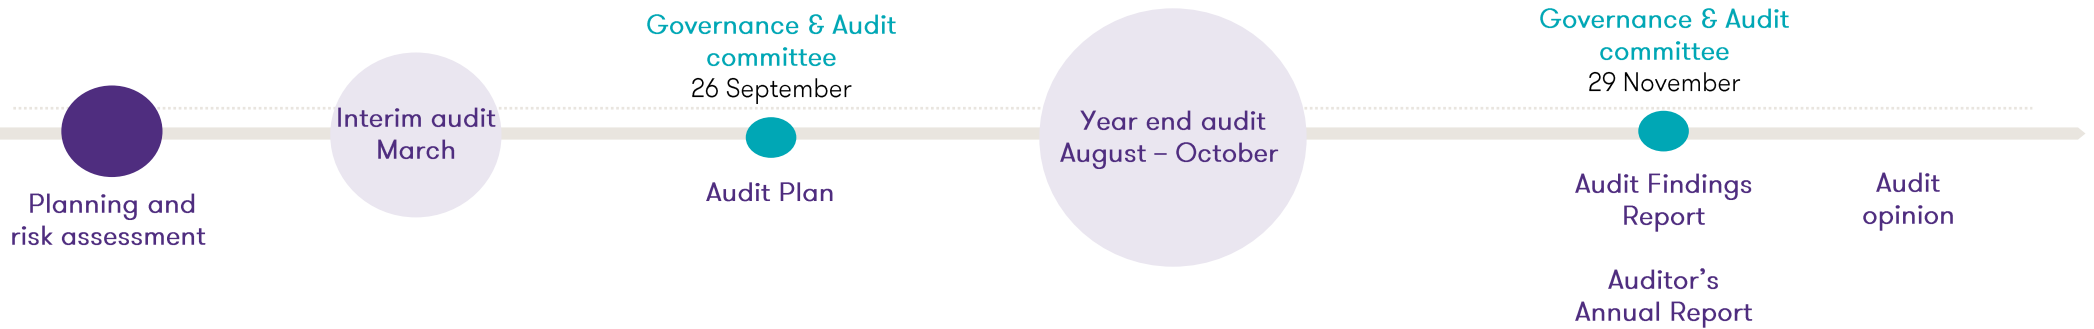 Planning and
risk assessment
Interim audit
March
Governance & Audit
committee
26 September
Audit Plan
Year end audit
August – October
Governance & Audit
committee
29 November
Audit Findings
Report
Auditor’s
Annual Report
Audit
opinion